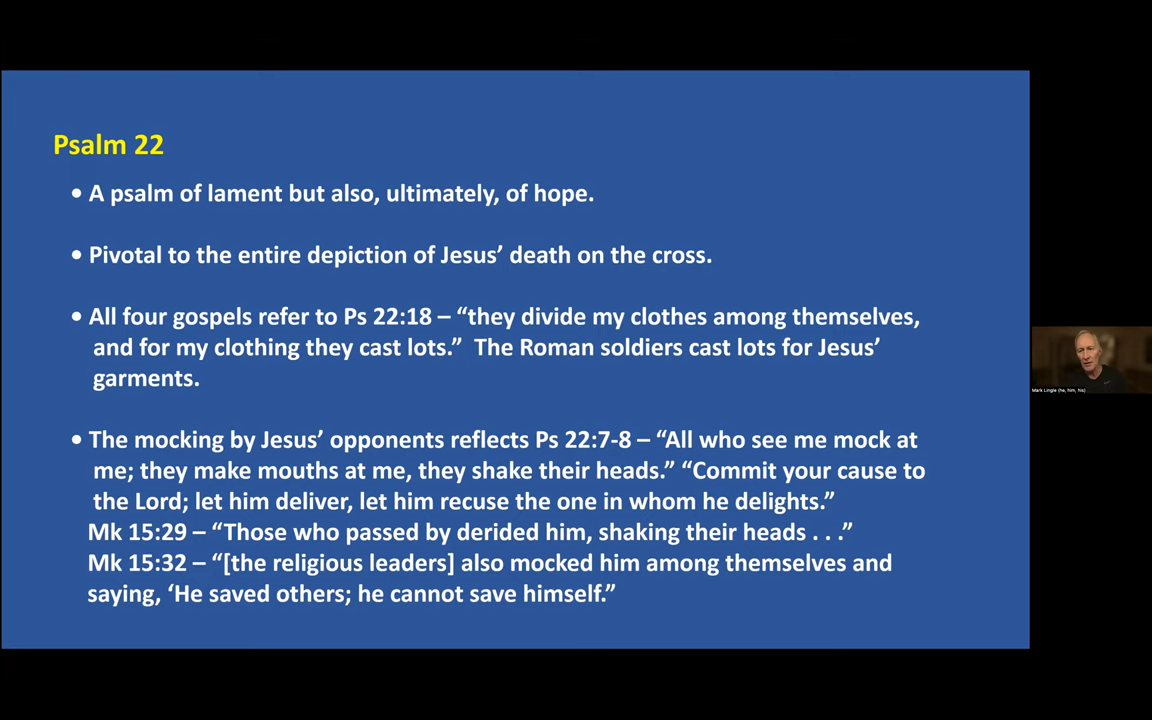 Psalm 22
• A psalm of lament but also, ultimately, of hope.
• Pivotal to the entire depiction of Jesus’ death on the cross.
• All four gospels refer to Ps 22:18 – “they divide my clothes among themselves,
and for my clothing they cast lots.”  The Roman soldiers cast lots for Jesus’
garments.
• The mocking by Jesus’ opponents reflects Ps 22:7-8 – “All who see me mock at
me; they make mouths at me, they shake their heads.” “Commit your cause to
the Lord; let him deliver, let him recuse the one in whom he delights.”
Mk 15:29 – “Those who passed by derided him, shaking their heads . . .”
Mk 15:32 – “[the religious leaders] also mocked him among themselves and
saying, ‘He saved others; he cannot save himself.”
Mark Lingle (he, him, his)